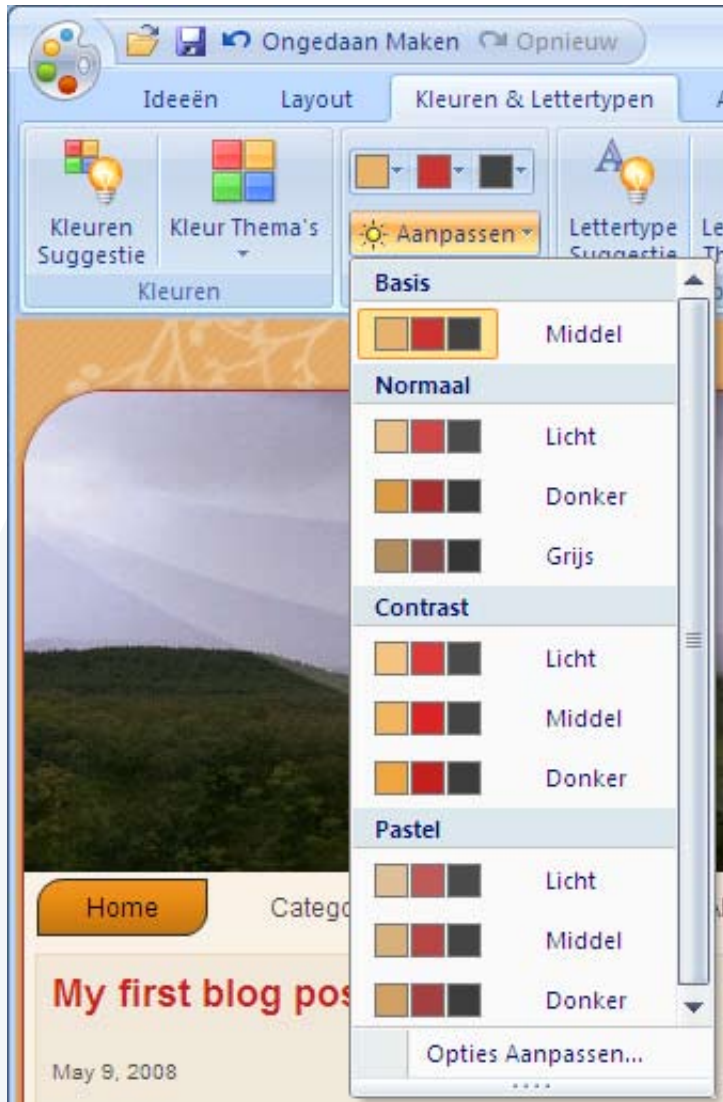 Ongedaan Maken Opnieuw
Ideeën Layout Kleuren & Lettertypen
Kleuren Suggestie
Kleur Thema's
Aanpassen
Lettertype Suggestie
Kleuren
Basis
Middel
Normaal
Licht
Donker
Grijs
Contrast
Licht
Middel
Donker
Pastel
Licht
Middel
Donker
Opties Aanpassen...
Home
My first blog
May 9, 2008